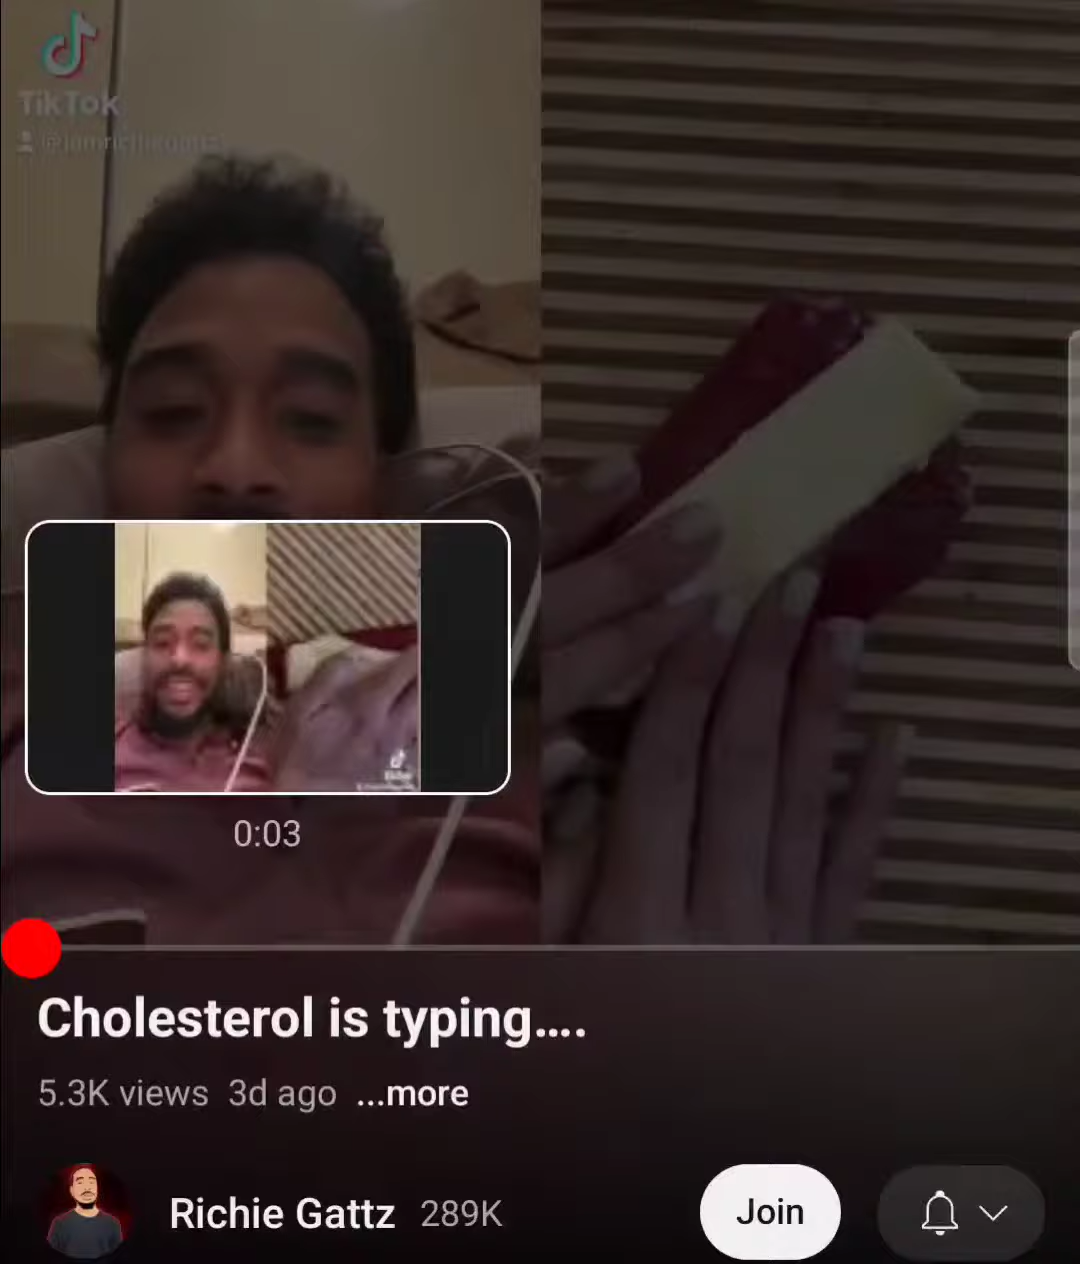 TikTok
0:03
Cholesterol is typing....
5.3K views 3d ago ...more
Richie Gattz 289K
Join